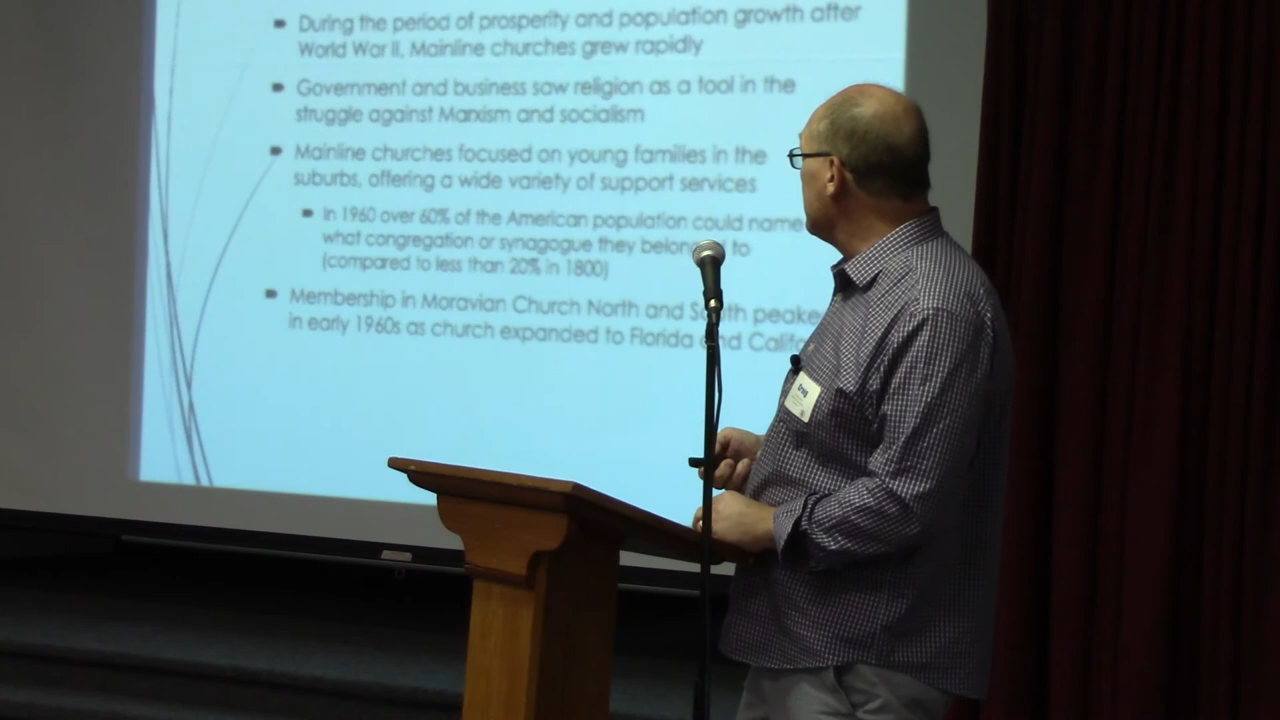 During the period of prosperity and population growth after
World War II, Mainline churches grew rapidly
Government and business saw religion as a tool in the
struggle against Marxism and socialism
Mainline churches focused on young families in the
suburbs, offering a wide variety of support services
In 1960 over 60% of the American population could name
what congregation or synagogue they belong to
(compared to less than 20% in 1800)
Membership in Moravian Church North and South peake
in early 1960s as church expanded to Florida and Califo